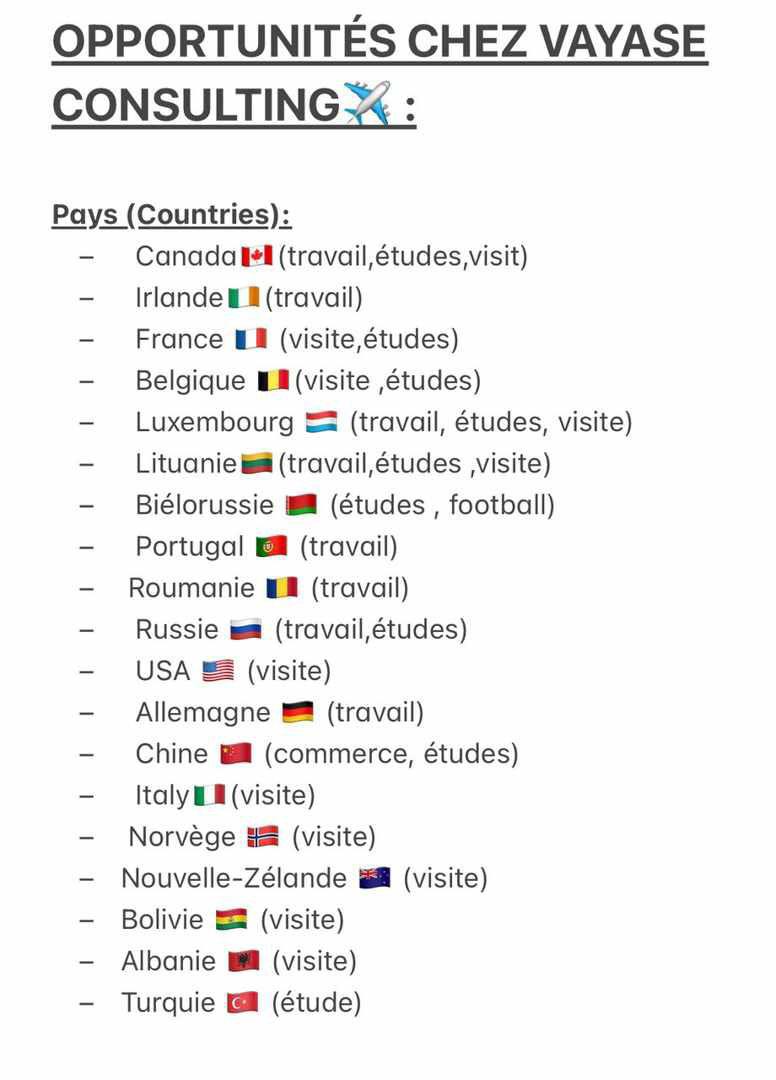 OPPORTUNITÉS CHEZ VAYASE
CONSULTING✈️ :
Pays (Countries):
– Canada🇨🇦(travail,études,visit)
– Irlande🇮🇪(travail)
– France 🇫🇷 (visite,études)
– Belgique 🇧🇪(visite ,études)
– Luxembourg 🇱🇺 (travail, études, visite)
– Lituanie🇱🇹(travail,études ,visite)
– Biélorussie 🇧🇾 (études , football)
– Portugal 🇵🇹 (travail)
– Roumanie 🇷🇴 (travail)
– Russie 🇷🇺 (travail,études)
– USA 🇺🇸 (visite)
– Allemagne 🇩🇪 (travail)
– Chine 🇨🇳 (commerce, études)
– Italy🇮🇹(visite)
– Norvège 🇳🇴 (visite)
– Nouvelle-Zélande 🇳🇿 (visite)
– Bolivie 🇧🇴 (visite)
– Albanie 🇦🇱 (visite)
– Turquie 🇹🇷 (étude)